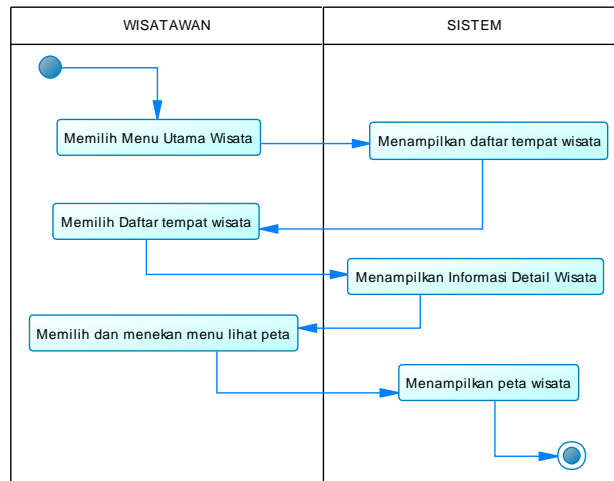 WISATAWAN
SISTEM
Memilih Menu Utama Wisata
Menampilkan daftar tempat wisata
Memilih Daftar tempat wisata
Menampilkan Informasi Detail Wisata
Memilih dan menekan menu lihat peta
Menampilkan peta wisata